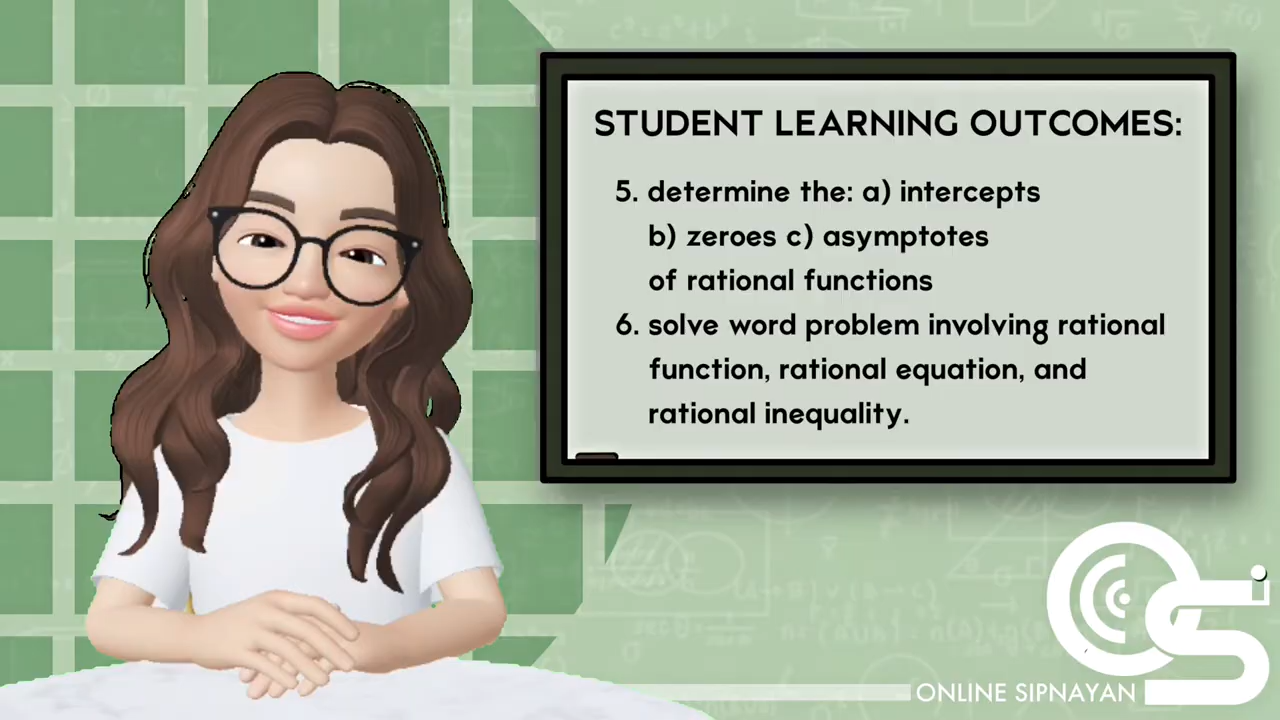 STUDENT LEARNING OUTCOMES:
5. determine the: a) intercepts
b) zeroes c) asymptotes
of rational functions
6. solve word problem involving rational
function, rational equation, and
rational inequality.
ONLINE SIPNAYAN